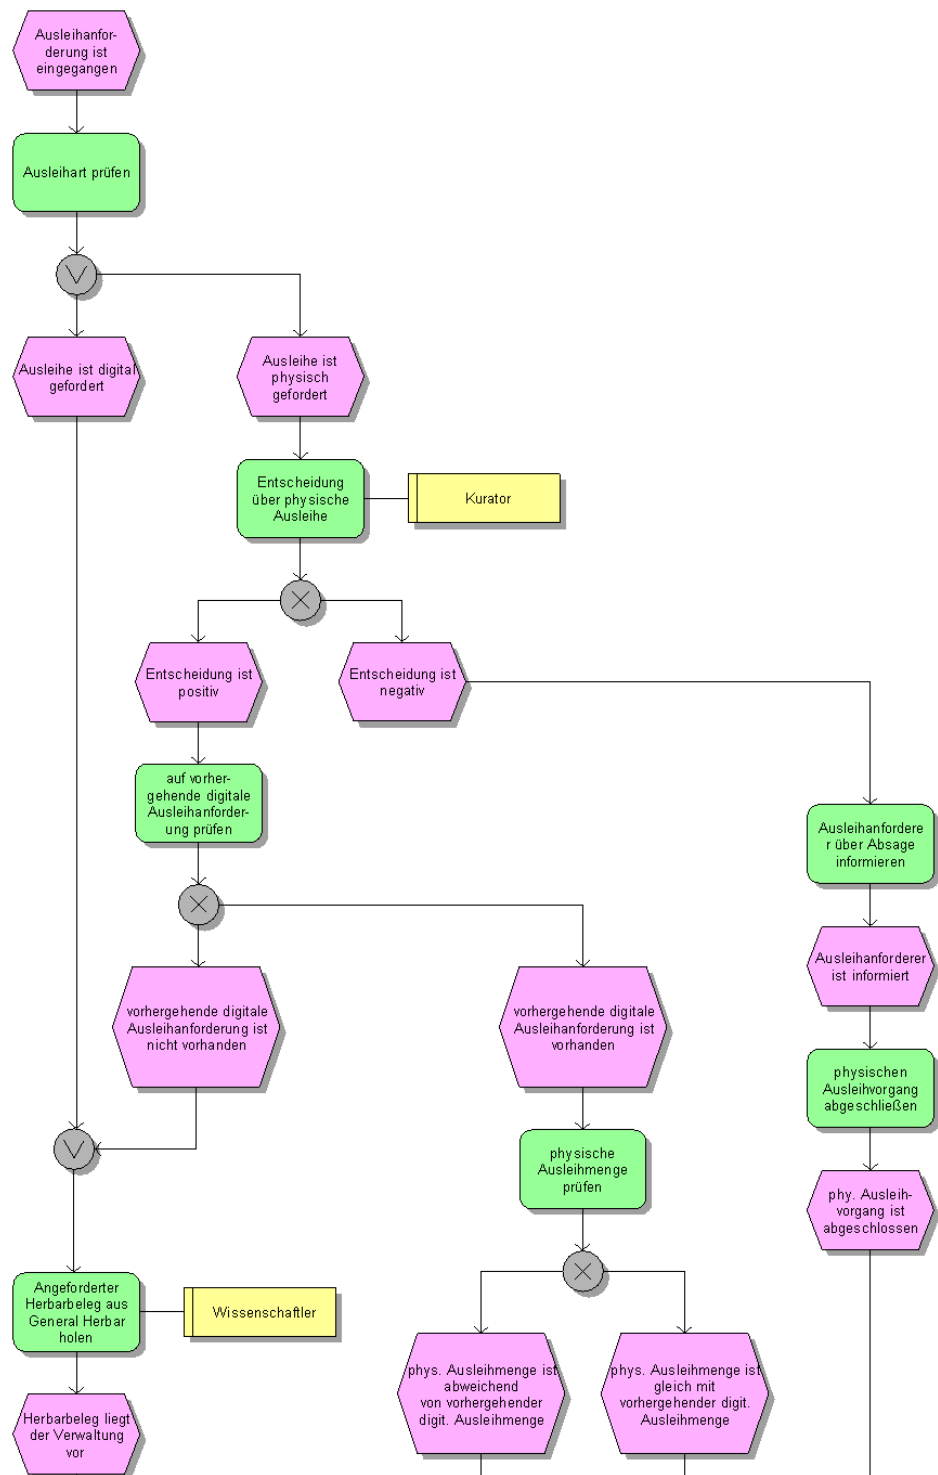 Ausleihanfor-
derung ist
eingegangen
Ausleihart prüfen
Ausleihe ist digital
gefordert
Ausleihe ist
physisch
gefordert
Entscheidung
über physische
Ausleihe
Kurator
Entscheidung ist
positiv
Entscheidung ist
negativ
auf vorher-
gehende digitale
Ausleihanforder-
ung prüfen
Ausleihanfordere
r über Absage
informieren
Ausleihanforderer
ist informiert
vorhergehende digitale
Ausleihanforderung ist
nicht vorhanden
vorhergehende digitale
Ausleihanforderung ist
vorhanden
physischen
Ausleihvorgang
abgeschließen
physische
Ausleihmenge
prüfen
phy. Ausleih-
vorgang ist
abgeschlossen
Angeforderter
Herbarbeleg aus
General Herbar
holen
Wissenschaftler
phys. Ausleihmenge ist
abweichend
von vorhergehender
digit. Ausleihmenge
phys. Ausleihmenge ist
gleich mit
vorhergehender digit.
Ausleihmenge
Herbarbeleg liegt
der Verwaltung
vor